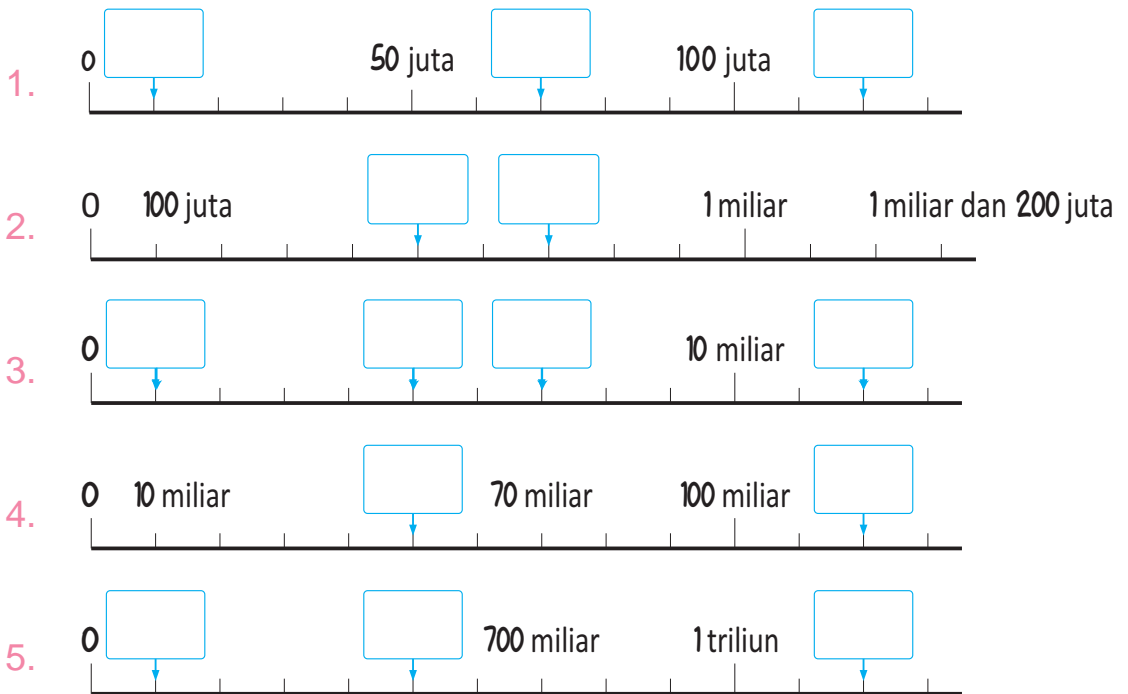 1.
0 50 juta 100 juta
2.
0 100 juta 1 miliar 1 miliar dan 200 juta
3.
0 10 miliar
4.
0 10 miliar 70 miliar 100 miliar
5.
0 700 miliar 1 triliun